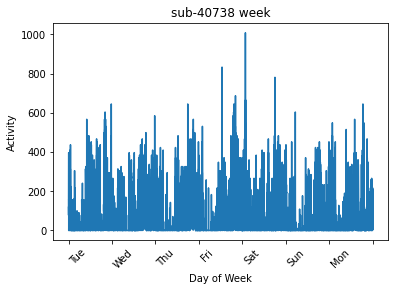 sub-40738 week
1000
800
600
400
200
0
Activity
Tue
Wed
Thu
Fri
Sat
Sun
Mon
Day of Week